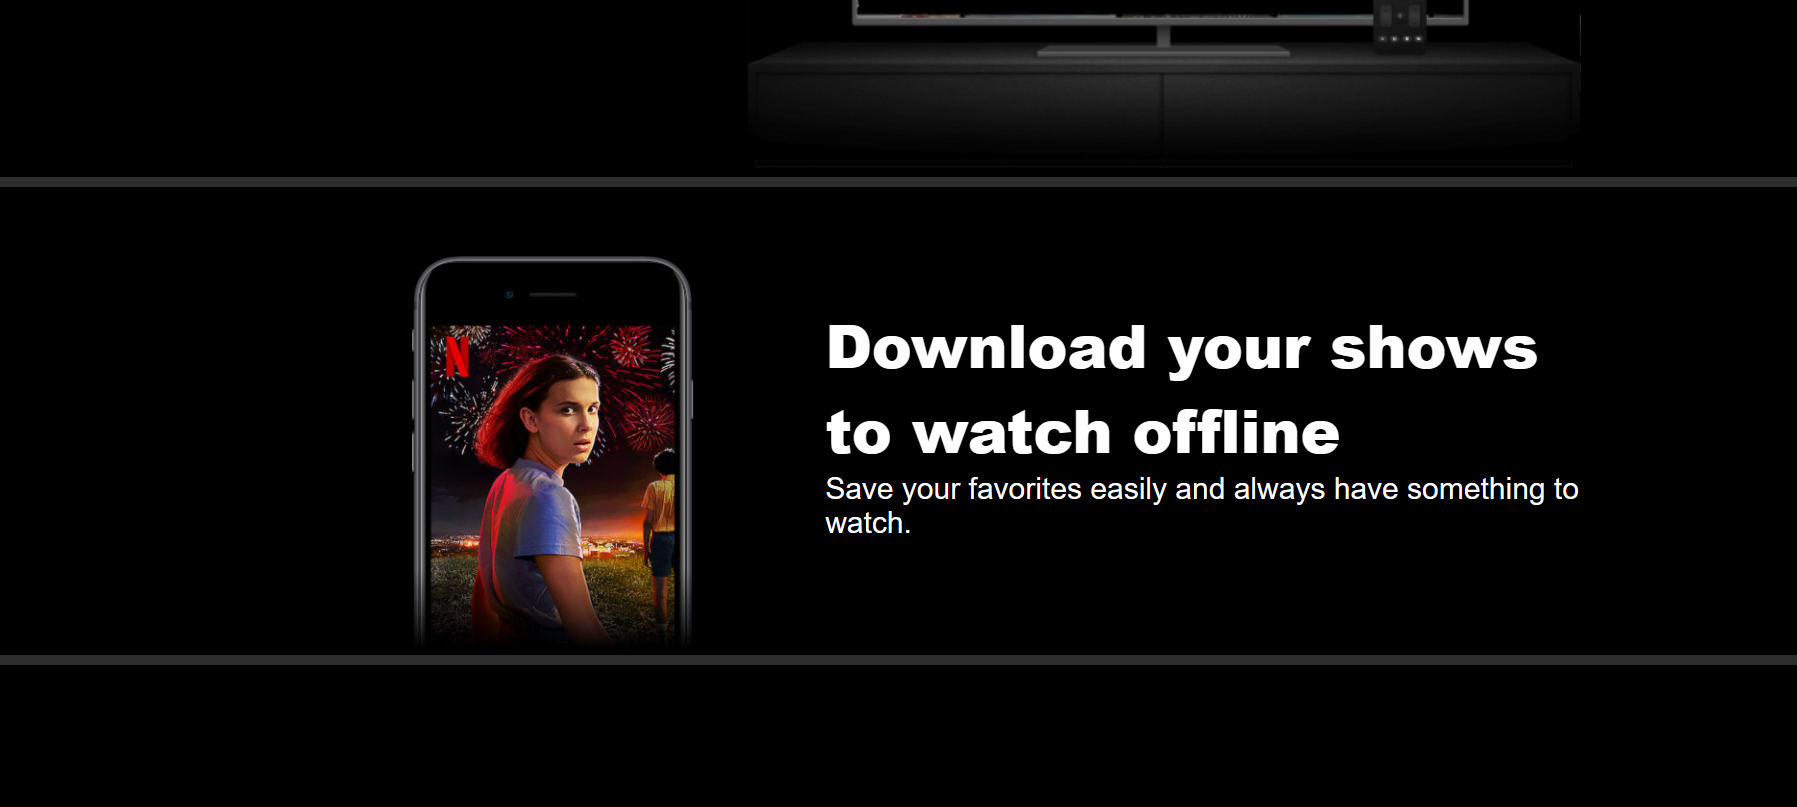 N
Download your shows
to watch offline
Save your favorites easily and always have something to
watch.